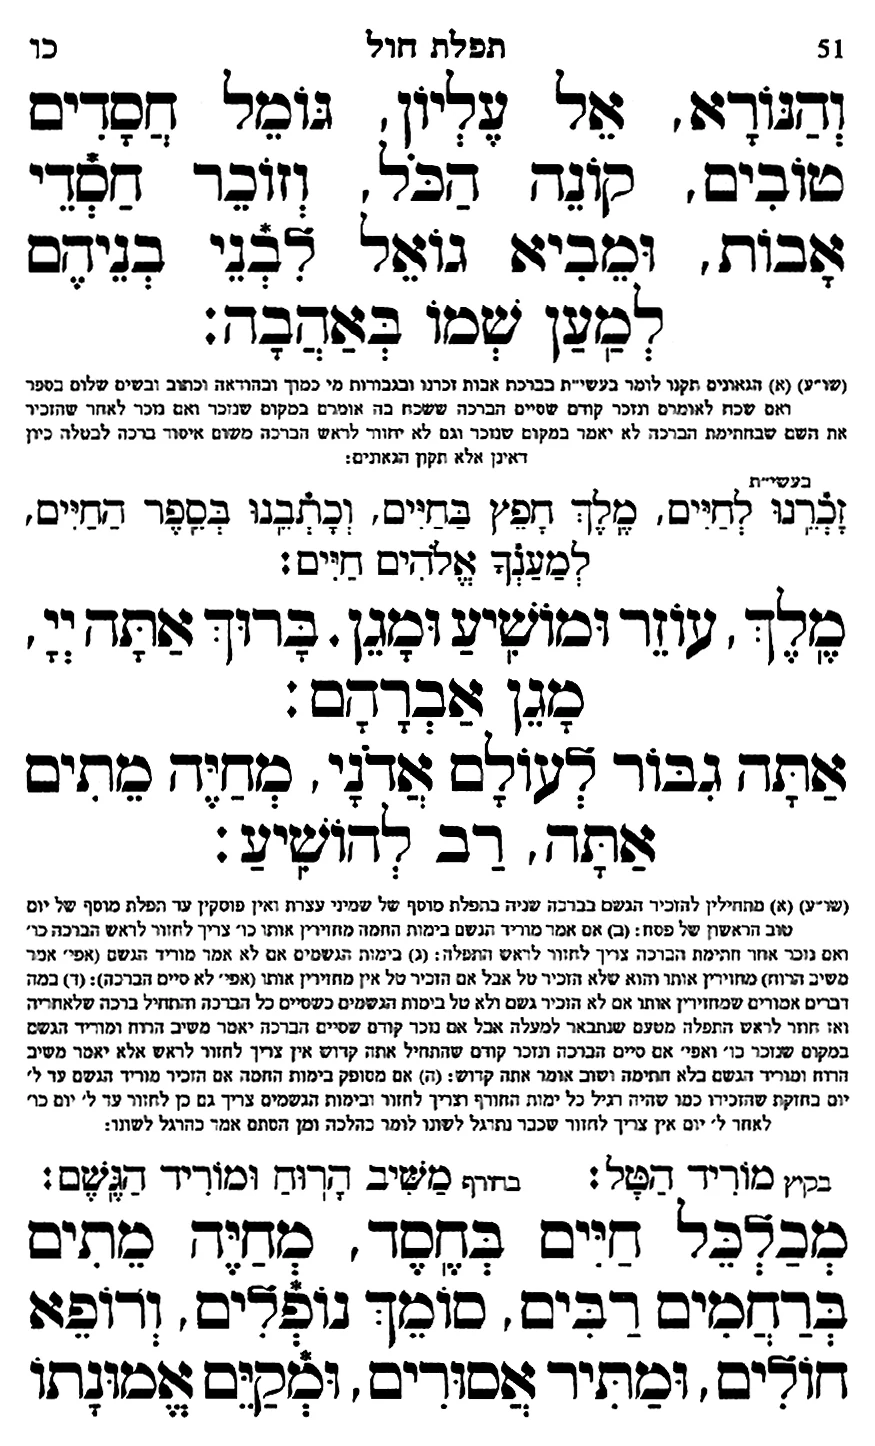 51 תפלת חול כו
וְהַנּוֹרָא, אֵל עֶלְיוֹן, גּוֹמֵל חֲסָדִים
טוֹבִים, קוֹנֵה הַכֹּל, וְזוֹכֵר חַסְ*דֵי
אָבוֹת, וּמֵבִיא גוֹאֵל לִבְ*נֵי בְנֵיהֶם
לְמַעַן שְׁמוֹ בְּאַהֲבָה:
(שו״ע) (א) הגאונים תקנו לומר בעשי״ת בברכת אבות זכרנו ובגבורות מי כמוך ובהודאה וכתוב ובשים שלום בספר
ואם שכח לאומרם ונזכר קודם שסיים הברכה ששכח בה אומרם במקום שנזכר ואם נזכר לאחר שהזכיר
את השם שבחתימת הברכה לא יאמר במקום שנזכר וגם לא יחזור לראש הברכה משום איסור ברכה לבטלה כיון
דאינן אלא תקון הגאונים:
בעשי״ת
זָכְרֵנוּ לְחַיִּים, מֶלֶךְ חָפֵץ בַּחַיִּים, וְכָתְבֵנוּ בְּסֵפֶר הַחַיִּים,
לְמַעַנְךָ אֱלֹהִים חַיִּים:
מֶלֶךְ, עוֹזֵר וּמוֹשִׁיעַ וּמָגֵן. בָּרוּךְ אַתָּה יְיָ,
מָגֵן אַבְרָהָם:
אַתָּה גִבּוֹר לְעוֹלָם אֲדֹנָי, מְחַיֶּה מֵתִים
אַתָּה, רַב לְהוֹשִׁיעַ:
(שו״ע) (א) מתחילין להזכיר הגשם בברכה שניה בתפלת מוסף של שמיני עצרת ואין פוסקין עד תפלת מוסף של יום
טוב הראשון של פסח: (ב) אם אמר מוריד הגשם בימות החמה מחזירין אותו כו׳ צריך לחזור לראש הברכה כו׳
ואם נזכר אחר חתימת הברכה צריך לחזור לראש התפלה: (ג) בימות הגשמים אם לא אמר מוריד הגשם (אפי׳ אמר
משיב הרוח) מחזירין אותו והוא שלא הזכיר טל אבל אם הזכיר טל אין מחזירין אותו (אפי׳ לא סיים הברכה): (ד) במה
דברים אמורים שמחזירין אותו אם לא הזכיר גשם ולא טל בימות הגשמים כשסיים כל הברכה והתחיל ברכה שלאחריה
ואז חוזר לראש התפלה מטעם שנתבאר למעלה אבל אם נזכר קודם שסיים הברכה יאמר משיב הרוח ומוריד הגשם
במקום שנזכר כו׳ ואפי׳ אם סיים הברכה ונזכר קודם שהתחיל אתה קדוש אין צריך לחזור לראש אלא יאמר משיב
הרוח ומוריד הגשם בלא חתימה ושוב אומר אתה קדוש: (ה) אם מסופק בימות החמה אם הזכיר מוריד הגשם עד ל׳
יום בחזקת שהזכירו כמו שהיה רגיל כל ימות החורף וצריך לחזור ובימות הגשמים צריך גם כן לחזור עד ל׳ יום כו׳
לאחר ל׳ יום אין צריך לחזור שכבר נתרגל לשונו לומר כהלכה ומן הסתם אמר כהרגל לשונו:
בקיץ מוֹרִיד הַטָּל: בחורף מַשִּׁיב הָרוּחַ וּמוֹרִיד הַגֶּשֶׁם:
מְכַלְכֵּל חַיִּים בְּחֶסֶד, מְחַיֶּה מֵתִים
בְּרַחֲמִים רַבִּים, סוֹמֵךְ נוֹפְ*לִים, וְרוֹפֵא
חוֹלִים, וּמַתִּיר אֲסוּרִים, וּמְ*קַיֵּם אֱמוּנָתוֹ